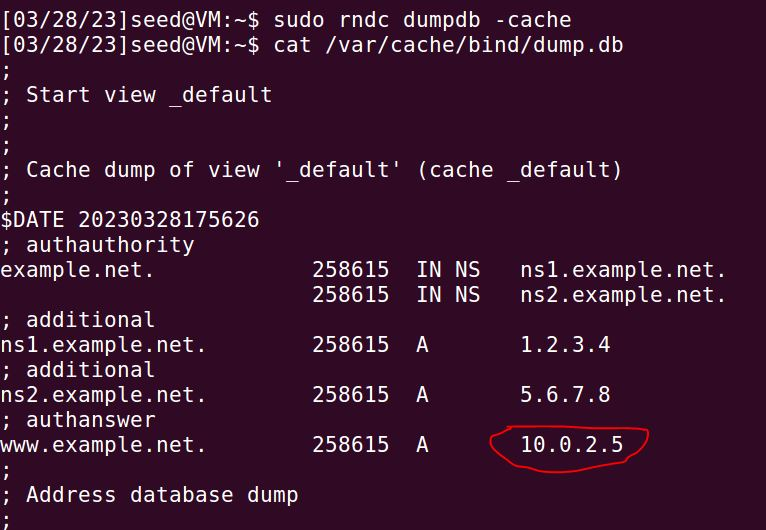 [03/28/23]seed@VM:~$ sudo rndc dumpdb -cache
[03/28/23]seed@VM:~$ cat /var/cache/bind/dump.db
;
; Start view _default
;
;
; Cache dump of view '_default' (cache _default)
;
$DATE 20230328175626
; authauthority
example.net. 258615 IN NS ns1.example.net.
258615 IN NS ns2.example.net.
; additional
ns1.example.net. 258615 A 1.2.3.4
; additional
ns2.example.net. 258615 A 5.6.7.8
; authanswer
www.example.net. 258615 A 10.0.2.5
;
; Address database dump
;